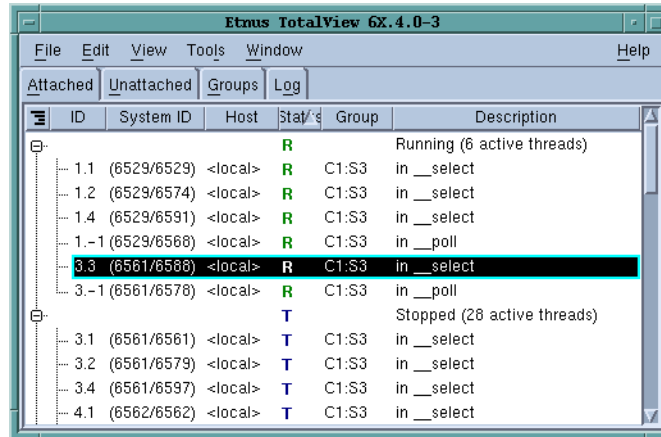 Etnus TotalView 6X.4.0-3
File Edit View Tools Window Help
Attached Unattached Groups Log
ID System ID Host Group Description
R Running (6 active threads)
1.1 (6529/6529) <local> R C1:S3 in __select
1.2 (6529/6574) <local> R C1:S3 in __select
1.4 (6529/6591) <local> R C1:S3 in __select
1.-1 (6529/6568) <local> R C1:S3 in __poll
3.3 (6561/6588) <local> R C1:S3 in __select
3.-1 (6561/6578) <local> R C1:S3 in __poll
T Stopped (28 active threads)
3.1 (6561/6561) <local> T C1:S3 in __select
3.2 (6561/6579) <local> T C1:S3 in __select
3.4 (6561/6597) <local> T C1:S3 in __select
4.1 (6562/6562) <local> T C1:S3 in __select